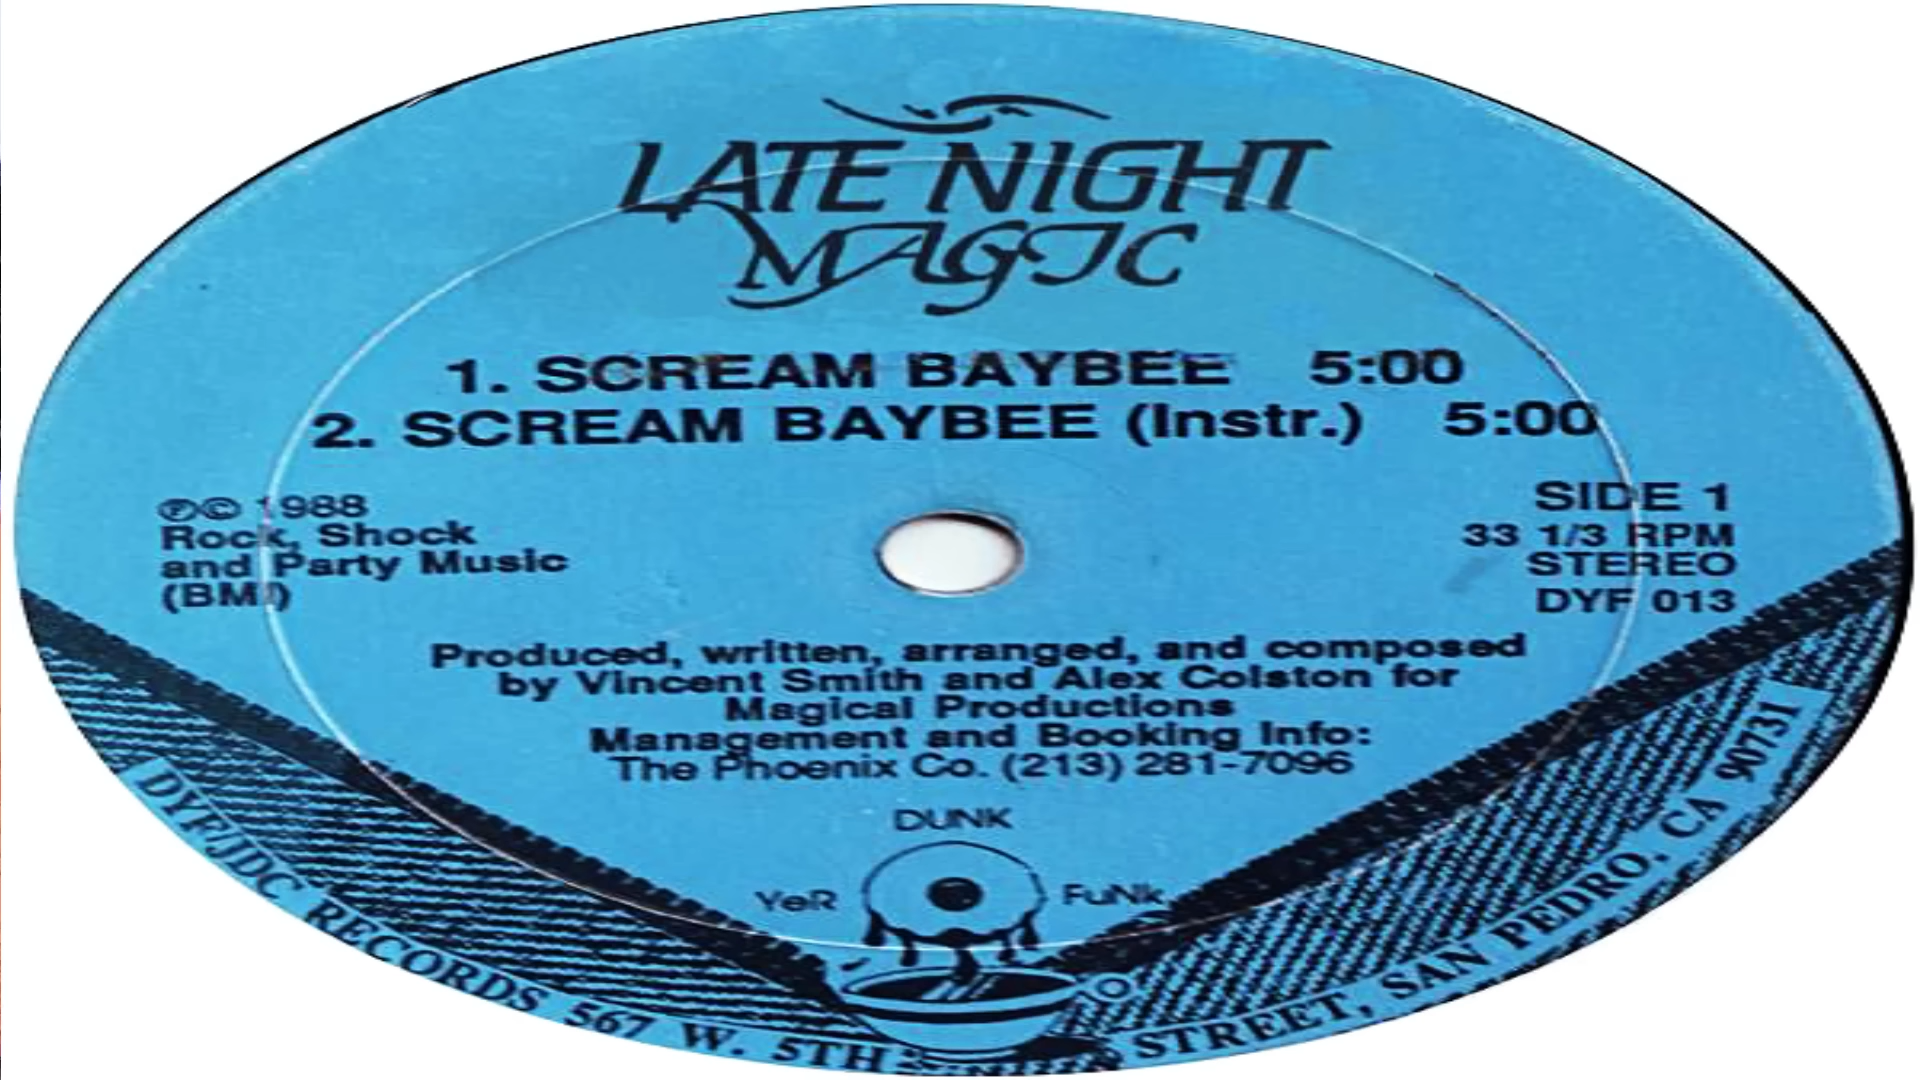 LATE NIGHT
MAGIC
1. SCREAM BAYBEE 5:00
2. SCREAM BAYBEE (Instr.) 5:00
℗© 1988
Rock, Shock
and Party Music
(BMI)
SIDE 1
33 1/3 RPM
STEREO
DYF 013
Produced, written, arranged, and composed
by Vincent Smith and Alex Colston for
Magical Productions
Management and Booking Info:
The Phoenix Co. (213) 281-7096
DUNK
YeR FuNk
DYF/JDC RECORDS 567 W. 5TH STREET, SAN PEDRO, CA 90731